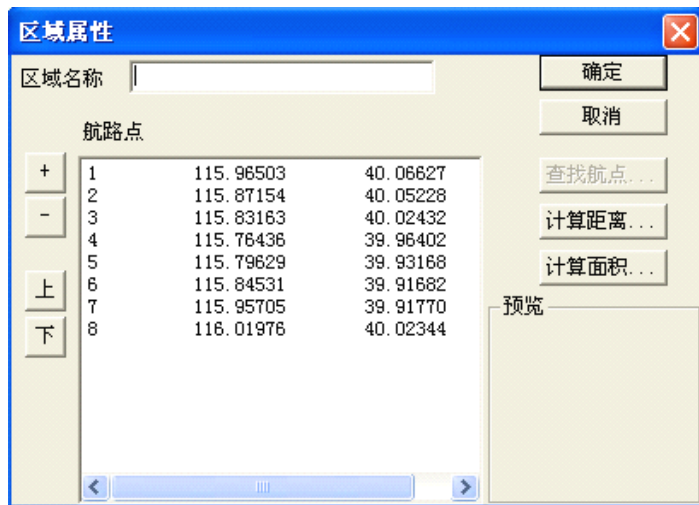 区域属性
区域名称
确定
取消
航路点
+
-
上
下
1 115.96503 40.06627
2 115.87154 40.05228
3 115.83163 40.02432
4 115.76436 39.96402
5 115.79629 39.93168
6 115.84531 39.91682
7 115.95705 39.91770
8 116.01976 40.02344
查找航点...
计算距离...
计算面积...
预览